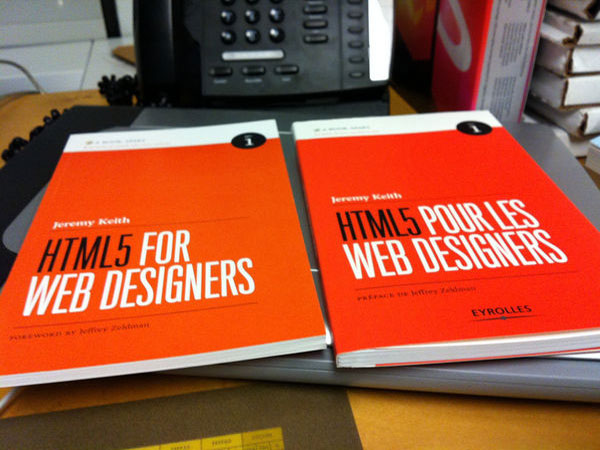 A BOOK APART
1
Jeremy Keith
HTML5 FOR
WEB DESIGNERS
FOREWORD BY Jeffrey Zeldman
A BOOK APART
1
Jeremy Keith
HTML5 POUR LES
WEB DESIGNERS
PRÉFACE DE Jeffrey Zeldman
EYROLLES